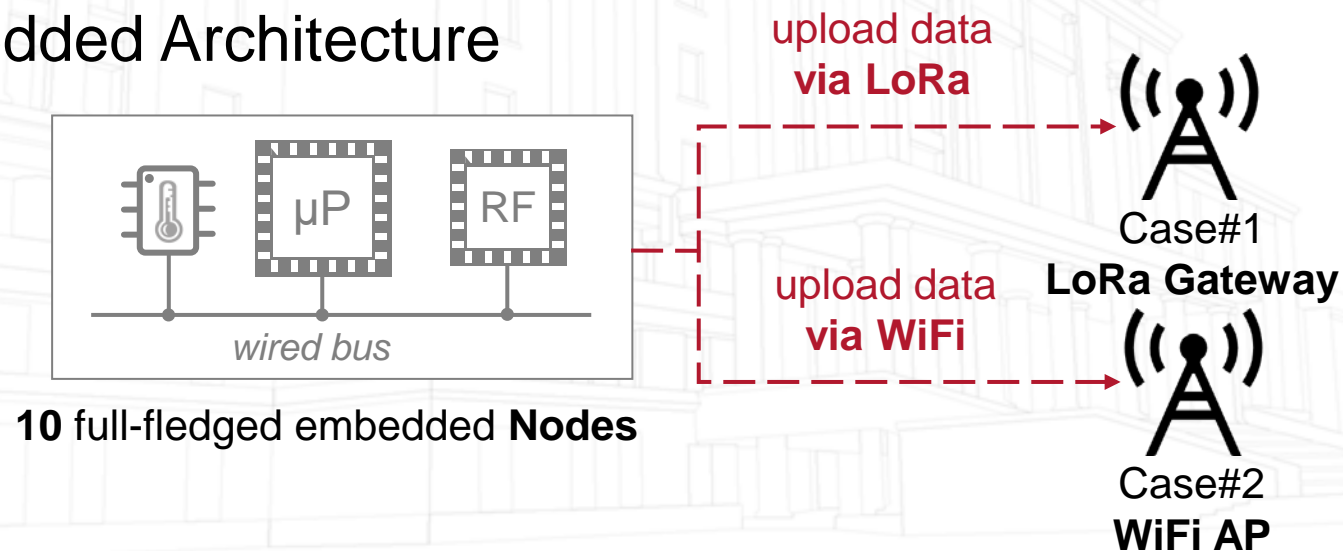 dded Architecture
upload data
via LoRa
µP
RF
wired bus
10 full-fledged embedded Nodes
Case#1
LoRa Gateway
upload data
via WiFi
Case#2
WiFi AP